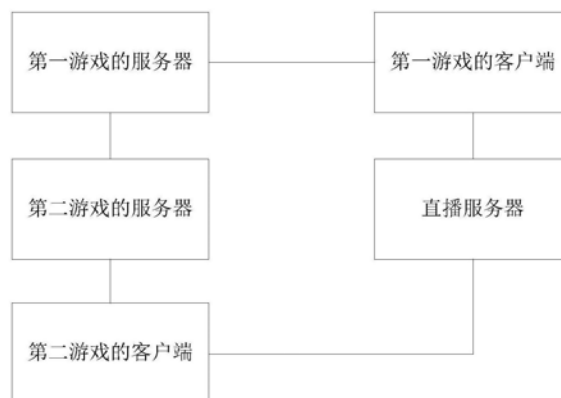 第一游戏的服务器
第一游戏的客户端
第二游戏的服务器
直播服务器
第二游戏的客户端